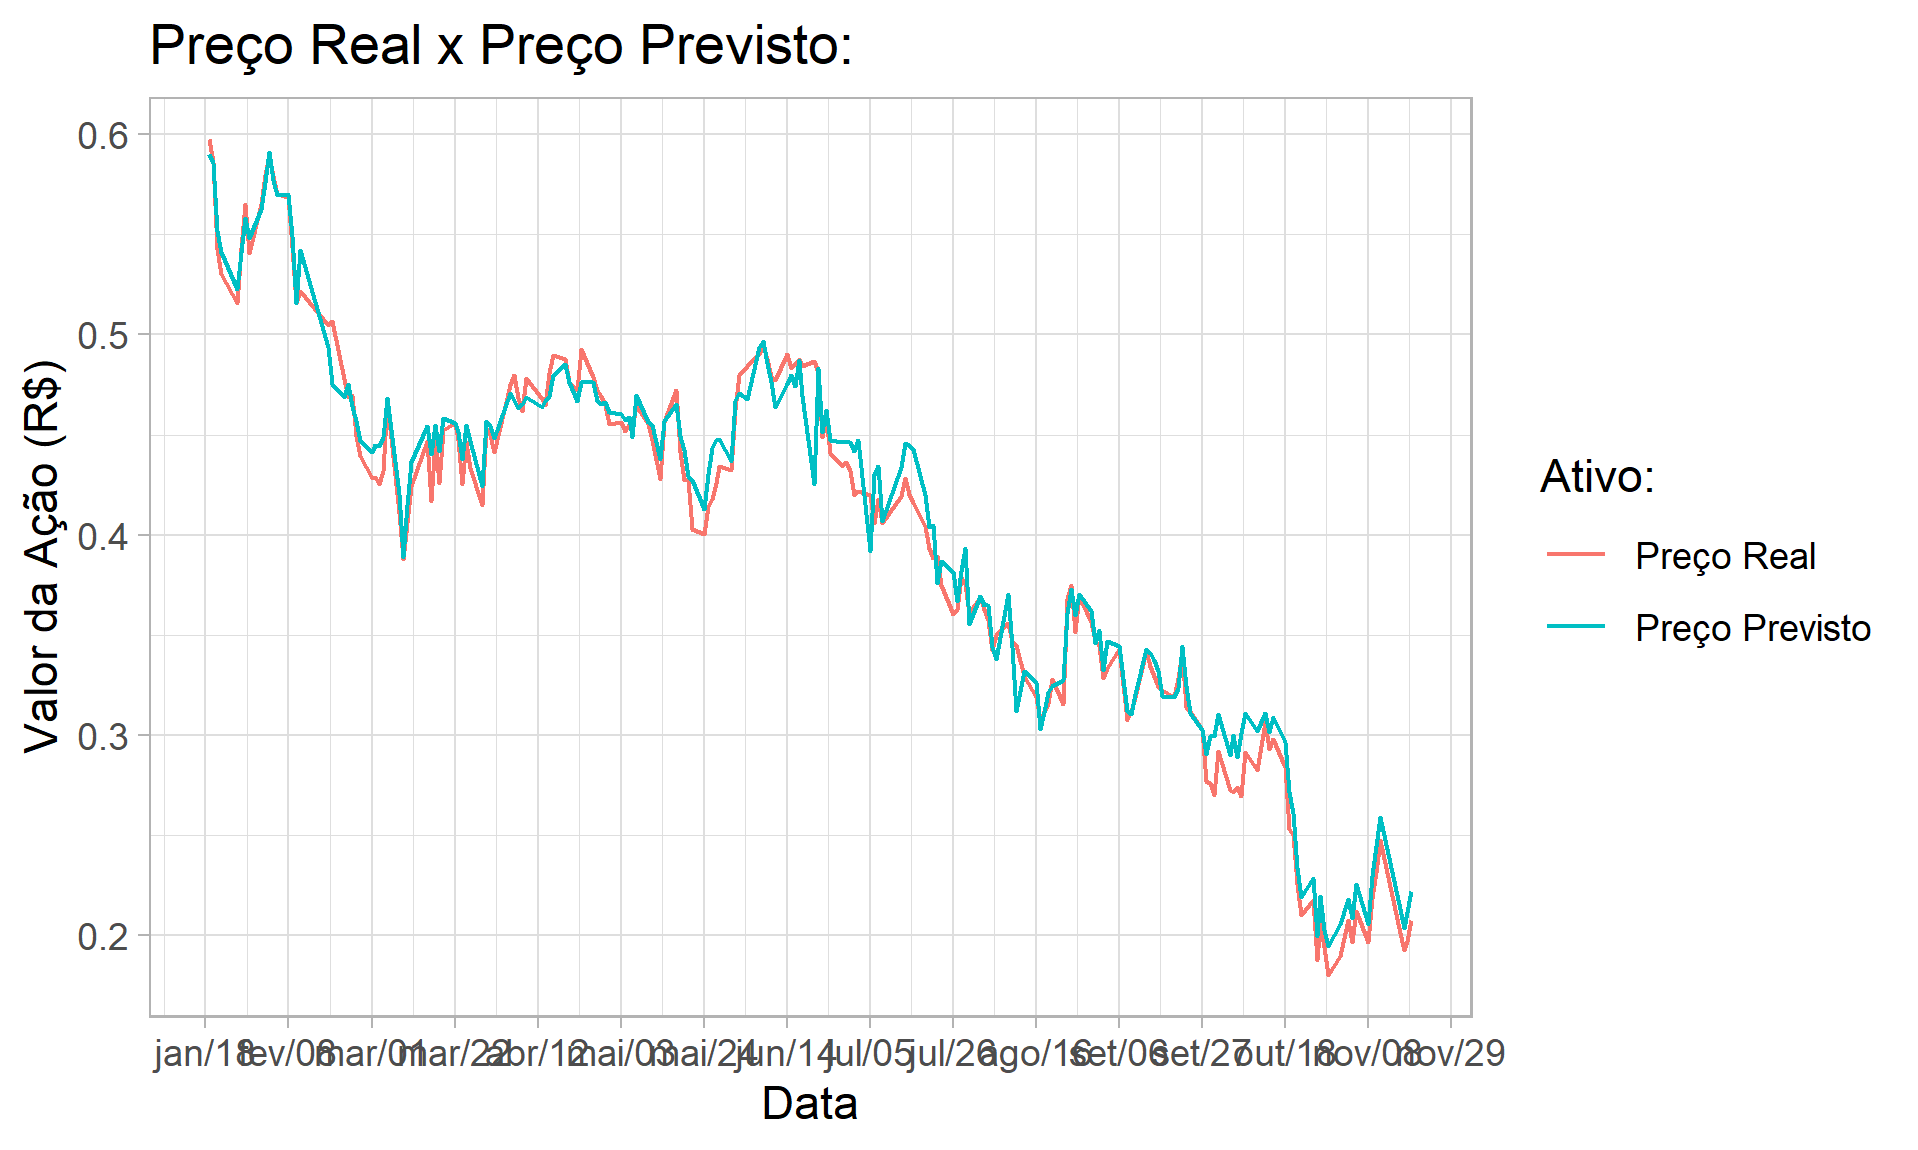 Preço Real x Preço Previsto:
0.6
0.5
0.4
0.3
0.2
Valor da Ação (R$)
jan/18 fev/08 mar/01 mar/22 abr/12 mai/03 mai/24 jun/14 jul/05 jul/26 ago/16 set/06 set/27 out/18 nov/08 nov/29
Data
Ativo:
Preço Real
Preço Previsto